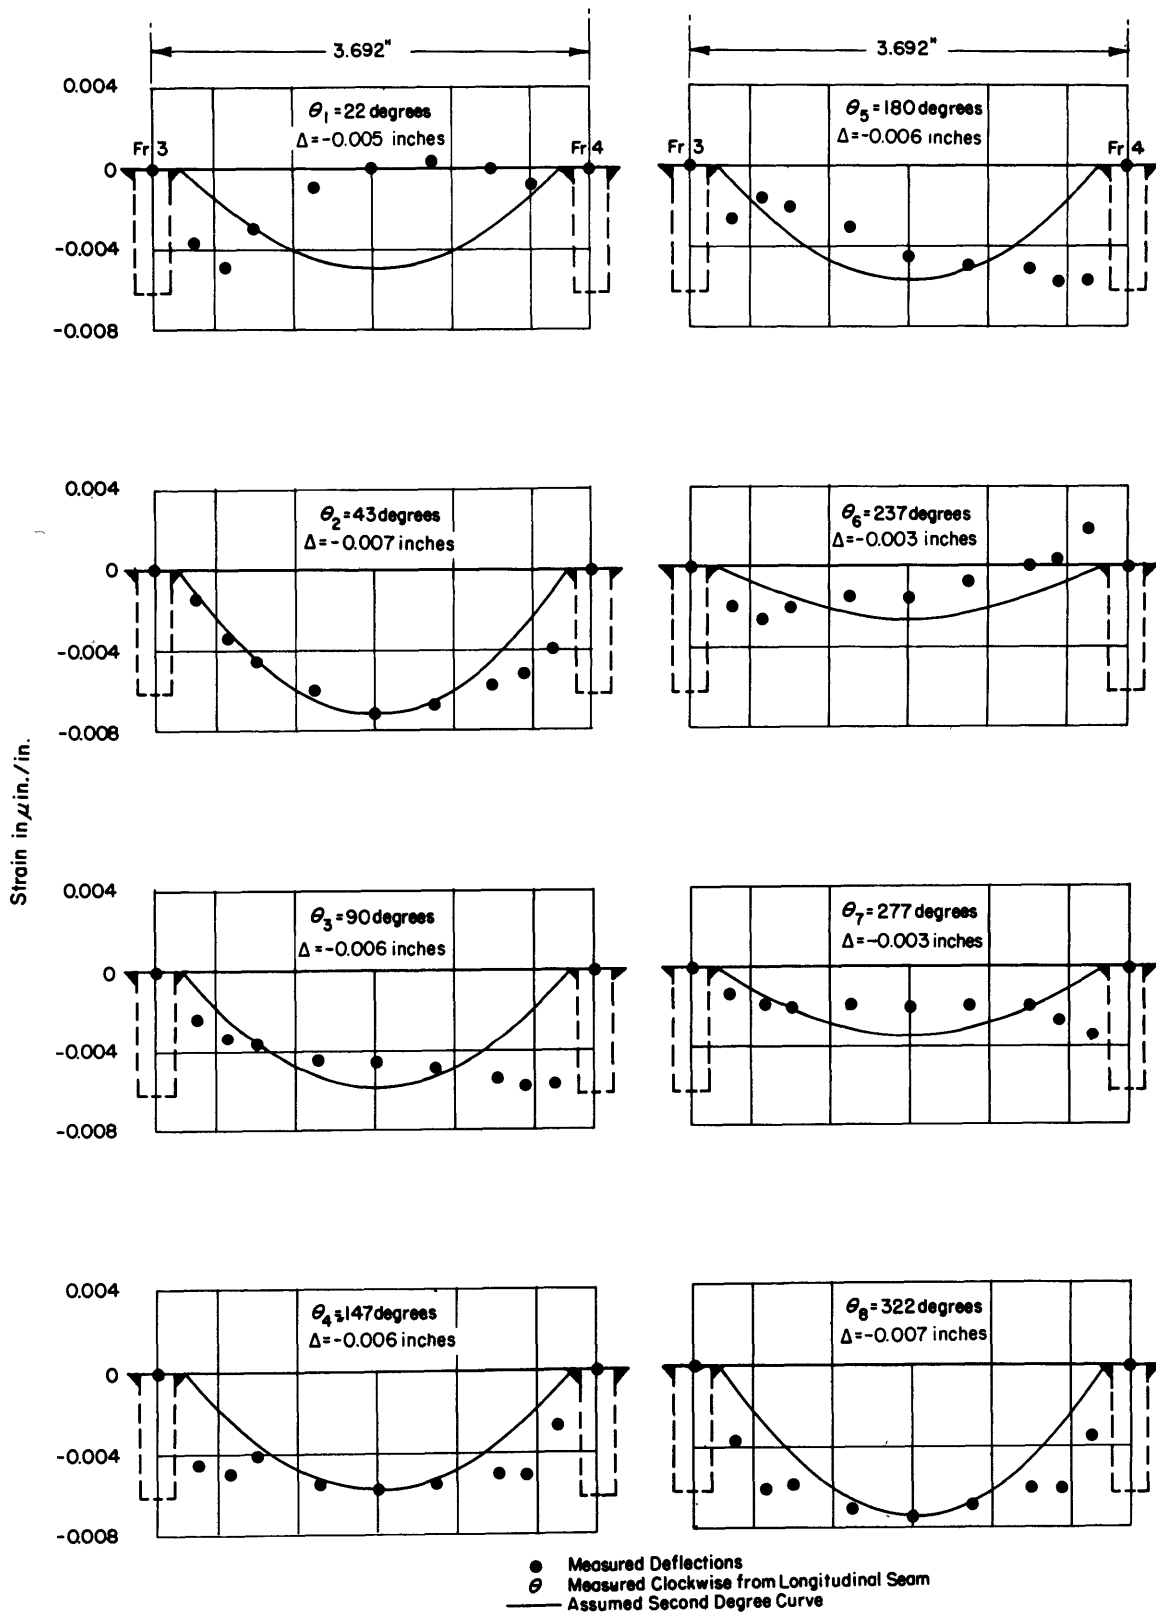 3.692"
3.692"
0.004
θ1 = 22 degrees
Δ = -0.005 inches
Fr 3
Fr 4
0
-0.004
-0.008
θ5 = 180 degrees
Δ = -0.006 inches
Fr 3
Fr 4
0.004
θ2 = 43 degrees
Δ = -0.007 inches
0
-0.004
-0.008
θ6 = 237 degrees
Δ = -0.003 inches
Strain in μin./in.
0.004
θ3 = 90 degrees
Δ = -0.006 inches
0
-0.004
-0.008
θ7 = 277 degrees
Δ = -0.003 inches
0.004
θ4 = 147 degrees
Δ = -0.006 inches
0
-0.004
-0.008
θ8 = 322 degrees
Δ = -0.007 inches
● Measured Deflections
θ Measured Clockwise from Longitudinal Seam
Assumed Second Degree Curve